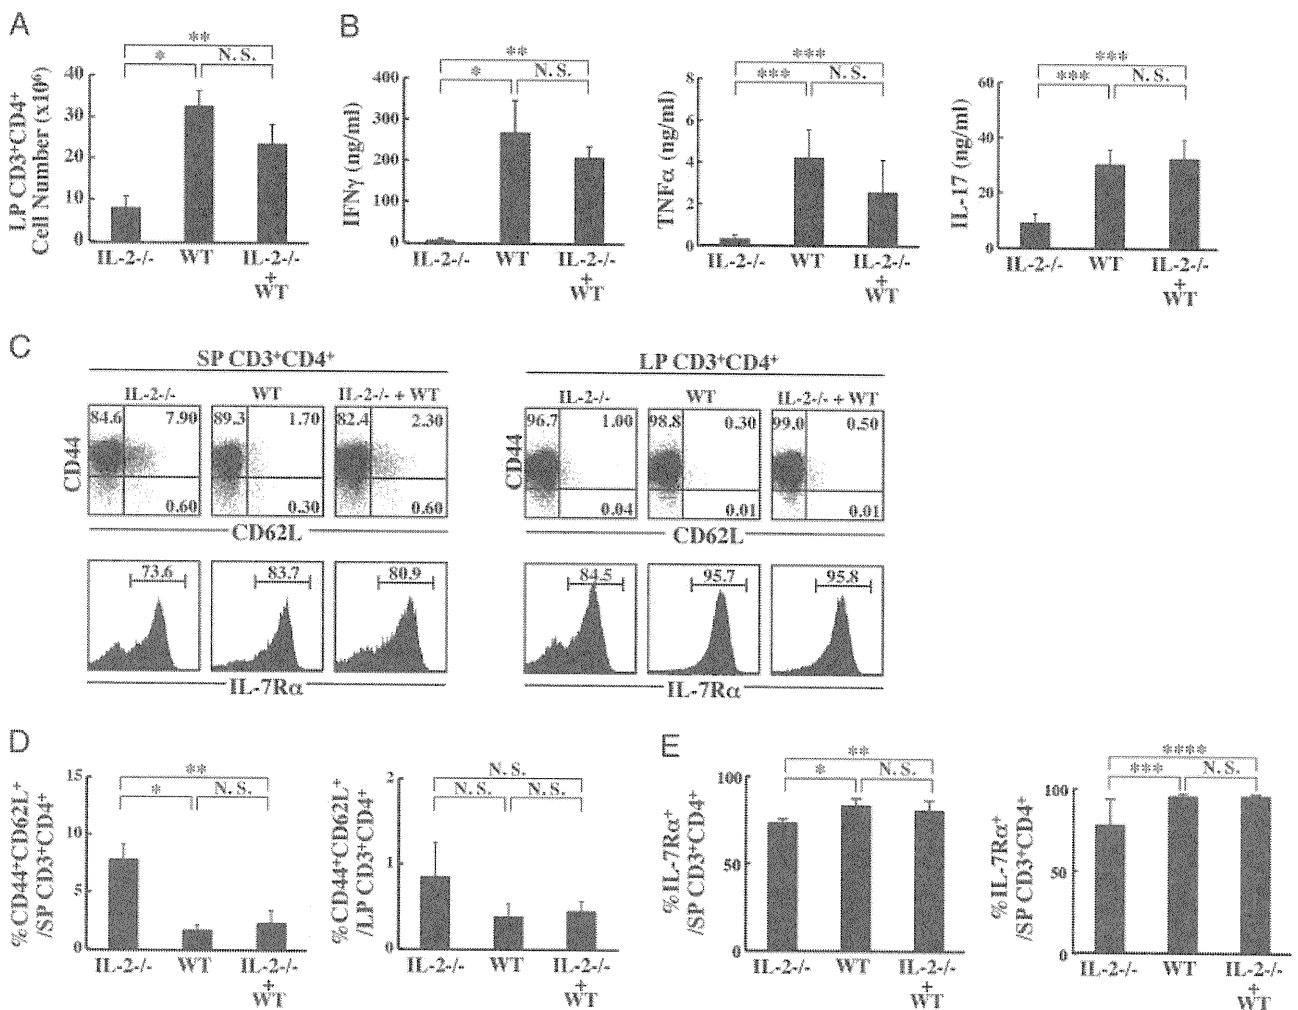 A
** 
* N. S.
LP CD3+CD4+
Cell Number (x10⁶)
40
30
20
10
0
IL-2-/- WT IL-2-/-
+
WT
B
**
* N. S.
IFNγ (ng/ml)
400
300
200
100
0
IL-2-/- WT IL-2-/-
+
WT
***
*** N. S.
TNFα (ng/ml)
8
6
4
2
0
IL-2-/- WT IL-2-/-
+
WT
***
*** N. S.
IL-17 (ng/ml)
60
40
20
0
IL-2-/- WT IL-2-/-
+
WT
C
SP CD3+CD4+
IL-2-/- WT IL-2-/- + WT
84.6 7.90 89.3 1.70 82.4 2.30
CD44
0.60 0.30 0.60
CD62L
73.6 83.7 80.9
IL-7Rα
LP CD3+CD4+
IL-2-/- WT IL-2-/- + WT
96.7 1.00 98.8 0.30 99.0 0.50
CD44
0.04 0.01 0.01
CD62L
84.5 95.7 95.8
IL-7Rα
D
**
* N. S.
%CD44+CD62L+
/SP CD3+CD4+
15
10
5
0
IL-2-/- WT IL-2-/-
+
WT
N. S.
N. S. N. S.
%CD44+CD62L+
/LP CD3+CD4+
2
1
0
IL-2-/- WT IL-2-/-
+
WT
E
**
* N. S.
%IL-7Rα+
/SP CD3+CD4+
100
50
0
IL-2-/- WT IL-2-/-
+
WT
****
*** N. S.
%IL-7Rα+
/SP CD3+CD4+
100
50
0
IL-2-/- WT IL-2-/-
+
WT